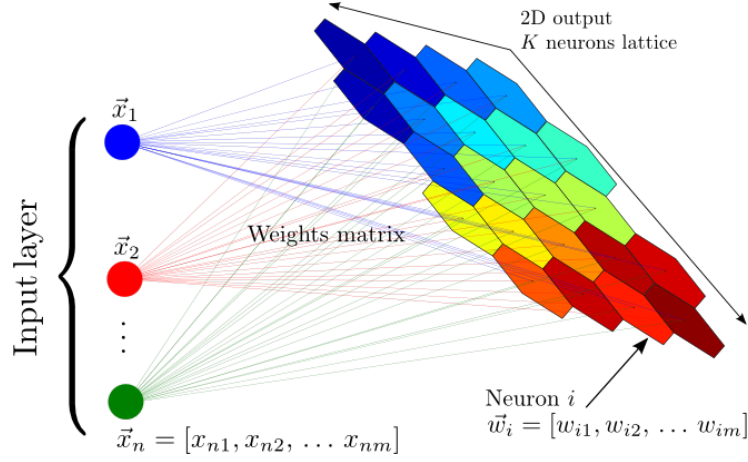 2D output
K neurons lattice
Input layer
x⃗₁
x⃗₂
⋮
Weights matrix
x⃗ₙ = [xₙ₁, xₙ₂, … xₙₘ]
Neuron i
w⃗ᵢ = [wᵢ₁, wᵢ₂, … wᵢₘ]